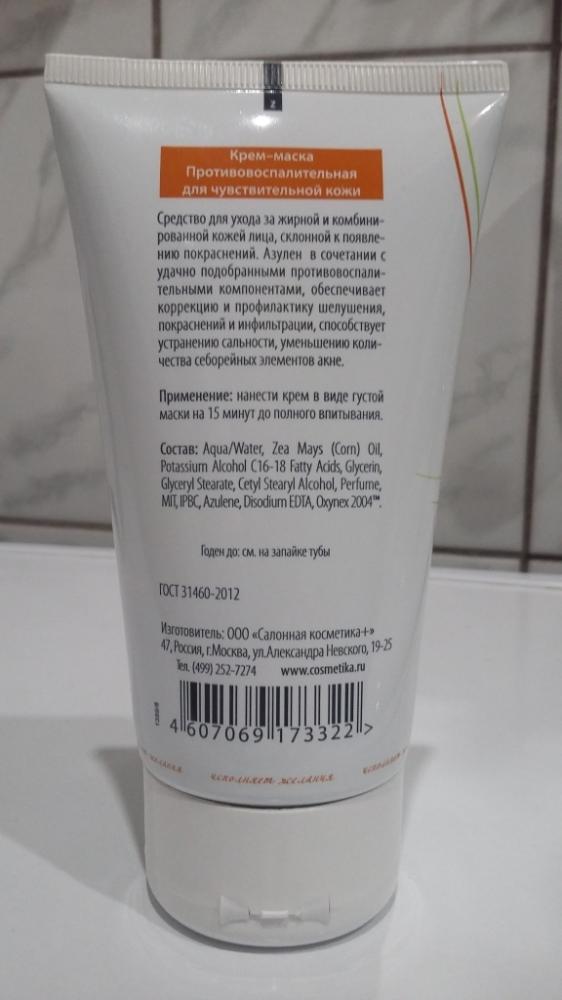 Крем-маска
Противовоспалительная
для чувствительной кожи
Средство для ухода за жирной и комбини-
рованной кожей лица, склонной к появле-
нию покраснений. Азулен в сочетании с
удачно подобранными противовоспали-
тельными компонентами, обеспечивает
коррекцию и профилактику шелушения,
покраснений и инфильтрации, способствует
устранению сальности, уменьшению коли-
чества себорейных элементов акне.
Применение: нанести крем в виде густой
маски на 15 минут до полного впитывания.
Состав: Aqua/Water, Zea Mays (Corn) Oil,
Potassium Alcohol C16-18 Fatty Acids, Glycerin,
Glyceryl Stearate, Cetyl Stearyl Alcohol, Perfume,
MIT, IPBC, Azulene, Disodium EDTA, Oxynex 2004™.
Годен до: см. на запайке тубы
ГОСТ 31460-2012
Изготовитель: ООО «Салонная косметика+»
47, Россия, г.Москва, ул.Александра Невского, 19-25
Тел. (499) 252-7274 www.cosmetika.ru
4 607069 173322 >
желания исполняет желания